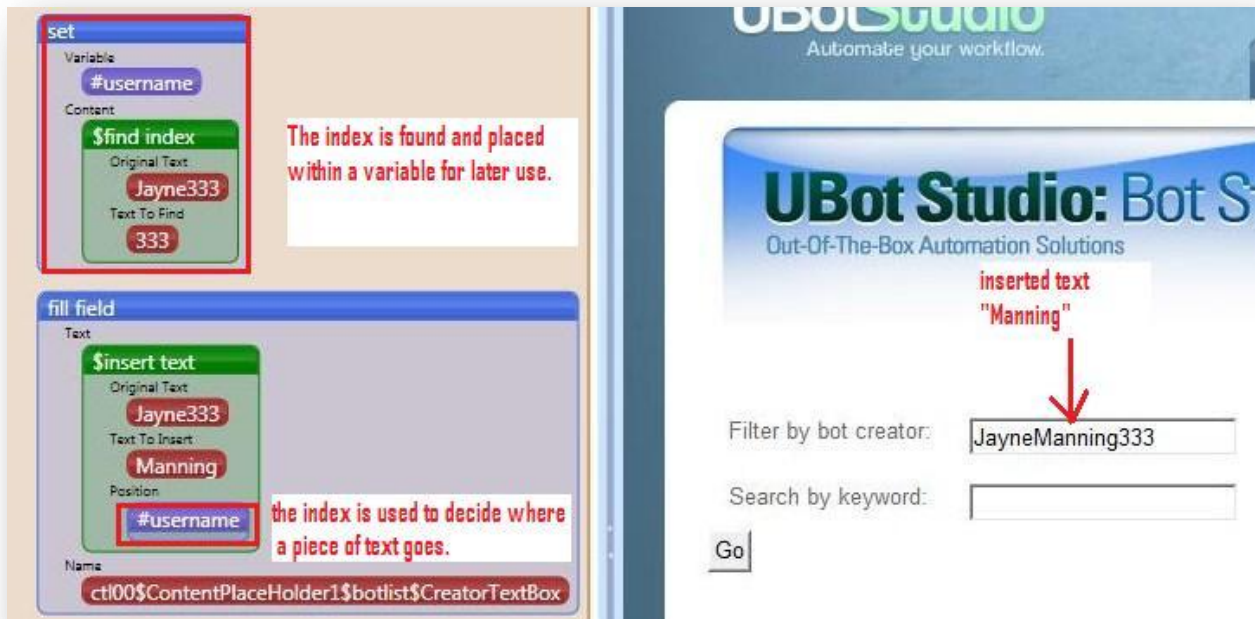 set
Variable
#username
Content
$find index
Original Text
Jayne333
Text To Find
333
The index is found and placed
within a variable for later use.
fill field
Text
$insert text
Original Text
Jayne333
Text To Insert
Manning
Position
#username
the index is used to decide where
a piece of text goes.
Name
ctl00$ContentPlaceHolder1$botlist$CreatorTextBox
UBotStudio
Automate your workflow.
UBot Studio: Bot S
Out-Of-The-Box Automation Solutions
inserted text
"Manning"
Filter by bot creator:
JayneManning333
Search by keyword:
Go